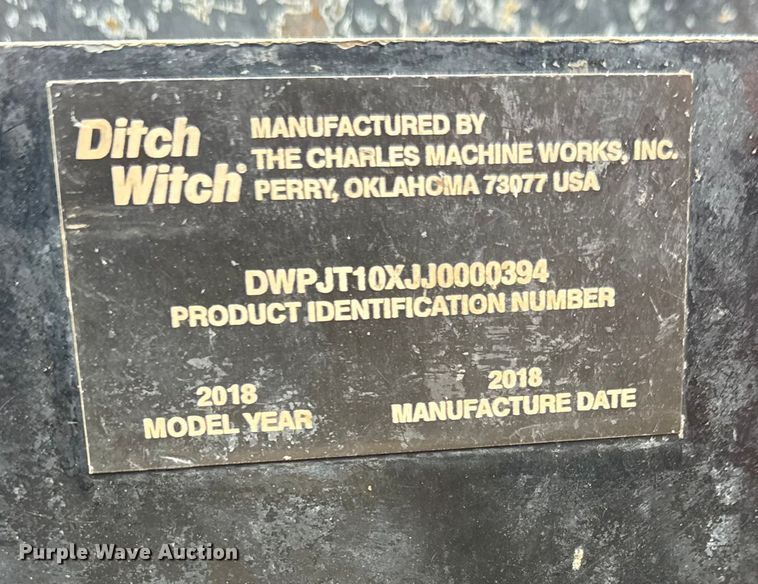 Ditch Witch®
MANUFACTURED BY
THE CHARLES MACHINE WORKS, INC.
PERRY, OKLAHOMA 73077 USA
DWPJT10XJJ0000394
PRODUCT IDENTIFICATION NUMBER
2018
MODEL YEAR
2018
MANUFACTURE DATE
Purple Wave Auction